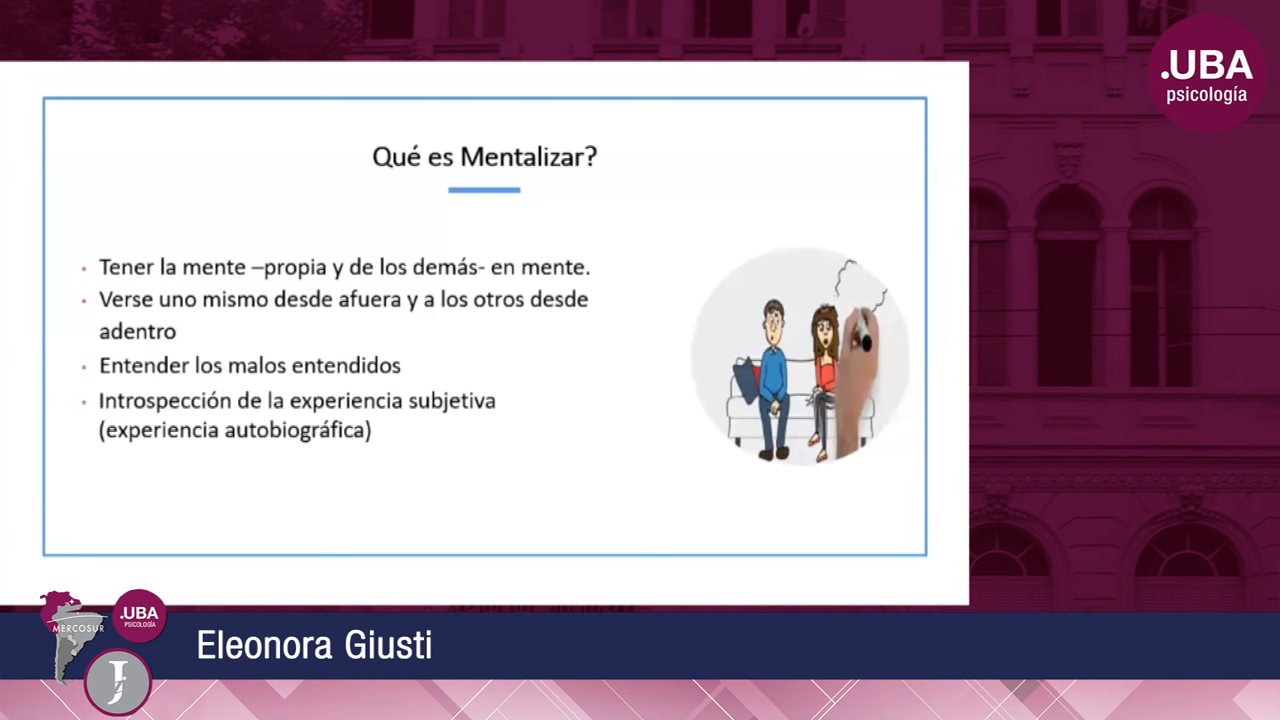 .UBA
psicología
Qué es Mentalizar?
• Tener la mente –propia y de los demás- en mente.
• Verse uno mismo desde afuera y a los otros desde
adentro
• Entender los malos entendidos
• Introspección de la experiencia subjetiva
(experiencia autobiográfica)
MERCOSUR
.UBA
PSICOLOGÍA
J
Eleonora Giusti